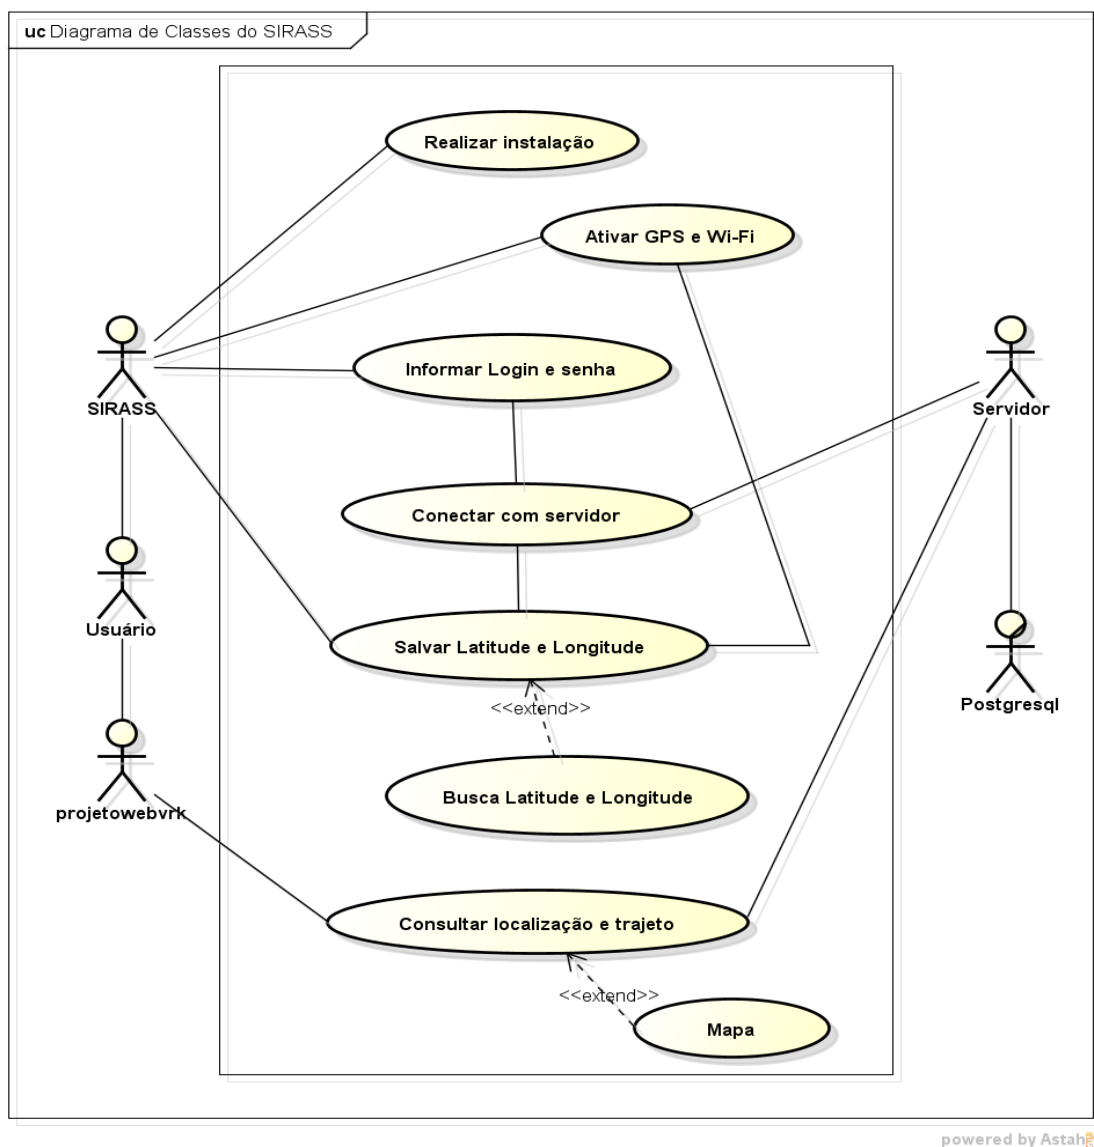 uc Diagrama de Classes do SIRASS
Realizar instalação
Ativar GPS e Wi-Fi
Informar Login e senha
SIRASS
Servidor
Conectar com servidor
Usuário
Salvar Latitude e Longitude
Postgresql
<<extend>>
Busca Latitude e Longitude
projetowebvrk
Consultar localização e trajeto
<<extend>>
Mapa
powered by Astah